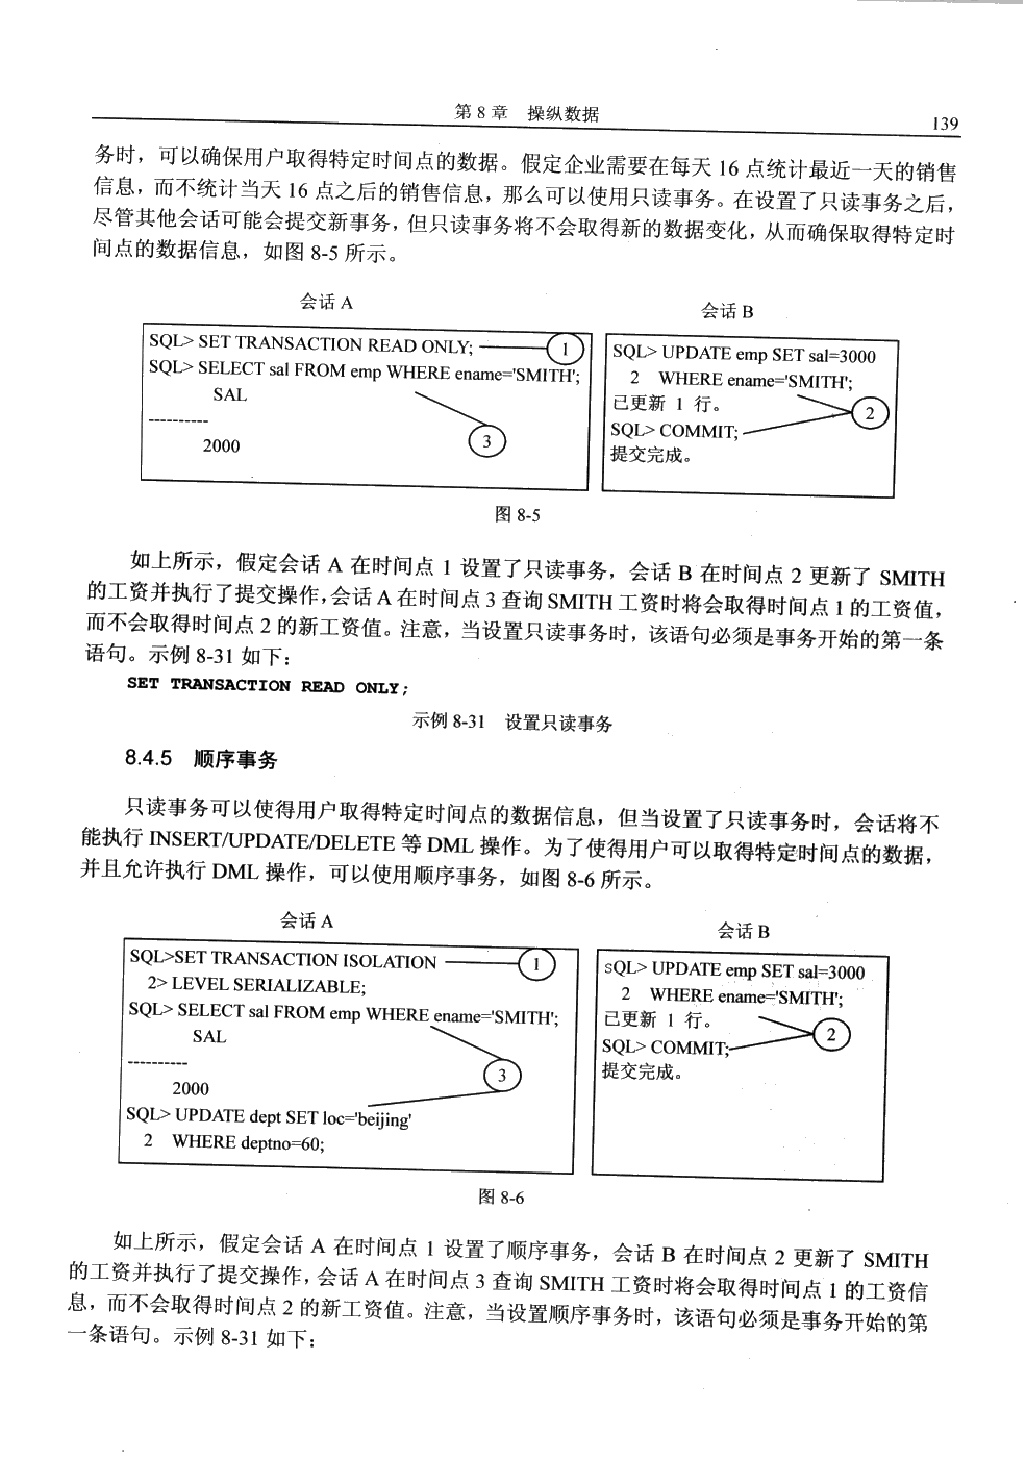 第 8 章　操纵数据
139
务时，可以确保用户取得特定时间点的数据。假定企业需要在每天 16 点统计最近一天的销售
信息，而不统计当天 16 点之后的销售信息，那么可以使用只读事务。在设置了只读事务之后，
尽管其他会话可能会提交新事务，但只读事务将不会取得新的数据变化，从而确保取得特定时
间点的数据信息，如图 8-5 所示。
会话 A
SQL> SET TRANSACTION READ ONLY;
1
SQL> SELECT sal FROM emp WHERE ename='SMITH';
SAL
----------
2000
3
会话 B
SQL> UPDATE emp SET sal=3000
2 WHERE ename='SMITH';
已更新 1 行。
2
SQL> COMMIT;
提交完成。
图 8-5
如上所示，假定会话 A 在时间点 1 设置了只读事务，会话 B 在时间点 2 更新了 SMITH
的工资并执行了提交操作，会话 A 在时间点 3 查询 SMITH 工资时将会取得时间点 1 的工资值，
而不会取得时间点 2 的新工资值。注意，当设置只读事务时，该语句必须是事务开始的第一条
语句。示例 8-31 如下：
SET TRANSACTION READ ONLY;
示例 8-31　设置只读事务
8.4.5　顺序事务
只读事务可以使得用户取得特定时间点的数据信息，但当设置了只读事务时，会话将不
能执行 INSERT/UPDATE/DELETE 等 DML 操作。为了使得用户可以取得特定时间点的数据，
并且允许执行 DML 操作，可以使用顺序事务，如图 8-6 所示。
会话 A
SQL>SET TRANSACTION ISOLATION
1
2> LEVEL SERIALIZABLE;
SQL> SELECT sal FROM emp WHERE ename='SMITH';
SAL
----------
3
2000
SQL> UPDATE dept SET loc='beijing'
2 WHERE deptno=60;
会话 B
SQL> UPDATE emp SET sal=3000
2 WHERE ename='SMITH';
已更新 1 行。
2
SQL> COMMIT;
提交完成。
图 8-6
如上所示，假定会话 A 在时间点 1 设置了顺序事务，会话 B 在时间点 2 更新了 SMITH
的工资并执行了提交操作，会话 A 在时间点 3 查询 SMITH 工资时将会取得时间点 1 的工资信
息，而不会取得时间点 2 的新工资值。注意，当设置顺序事务时，该语句必须是事务开始的第
一条语句。示例 8-31 如下：